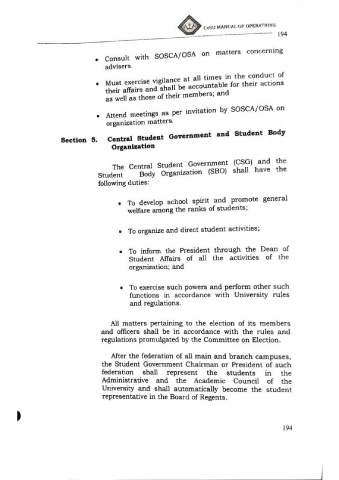 CvSU MANUAL OF OPERATIONS
194
• Consult with SOSCA/OSA on matters concerning
advisers.
• Must exercise vigilance at all times in the conduct of
their affairs and shall be accountable for their actions
as well as those of their members; and
• Attend meetings as per invitation by SOSCA/OSA on
organization matters.
Section 5. Central Student Government and Student Body
Organization
The Central Student Government (CSG) and the
Student Body Organization (SBO) shall have the
following duties:
• To develop school spirit and promote general
welfare among the ranks of students;
• To organize and direct student activities;
• To inform the President through the Dean of
Student Affairs of all the activities of the
organization; and
• To exercise such powers and perform other such
functions in accordance with University rules
and regulations.
All matters pertaining to the election of its members
and officers shall be in accordance with the rules and
regulations promulgated by the Committee on Election.
After the federation of all main and branch campuses,
the Student Government Chairman or President of such
federation shall represent the students in the
Administrative and the Academic Council of the
University and shall automatically become the student
representative in the Board of Regents.
194